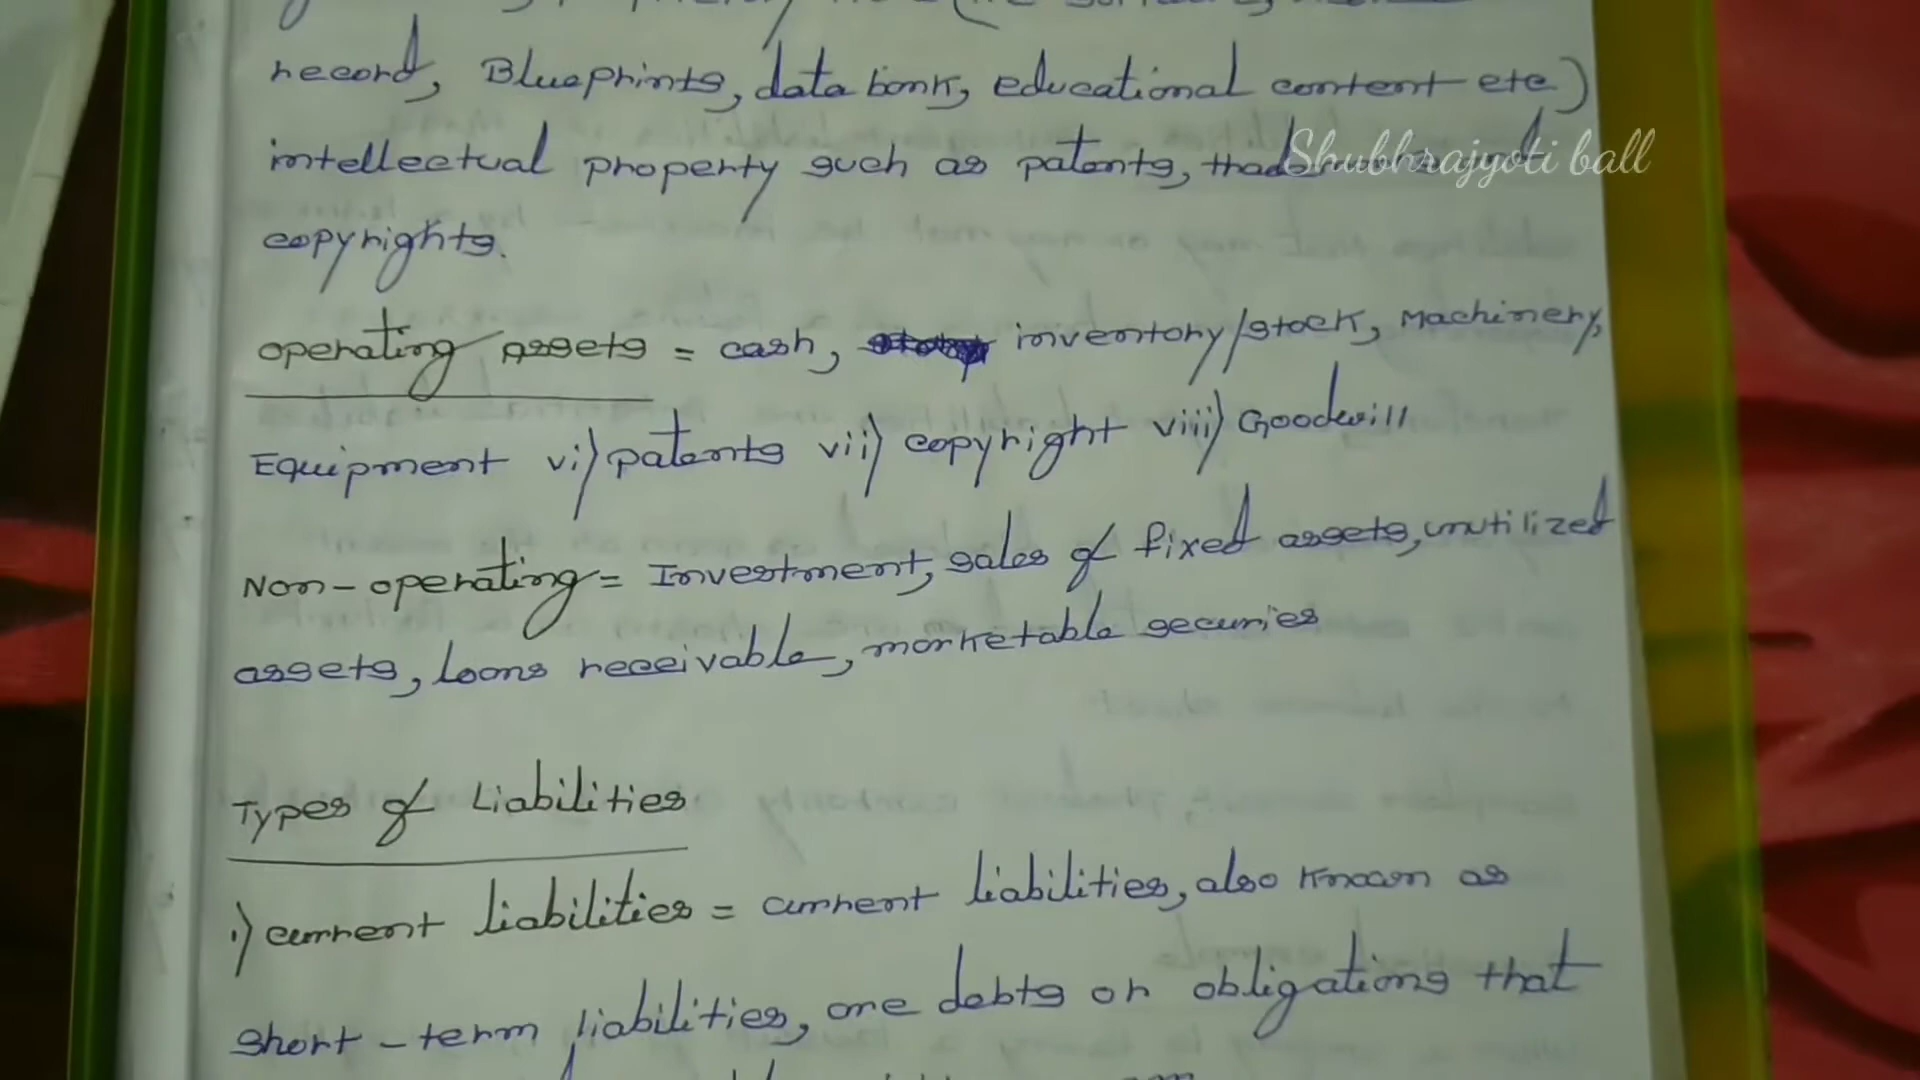 record, Blueprints, data bank, educational content etc)
intellectual property such as patents,
Shubhrajyoti ball
copyrights.
operating Assets = cash, inventory/stock, Machinery,
Equipment vi) patents vii) copyright viii) Goodwill
Non-operating = Investment, sales of fixed assets, unutilized
assets, loans receivable, marketable securies
Types of Liabilities
i) current liabilities = current liabilities, also known as
short-term liabilities, are debts or obligations that